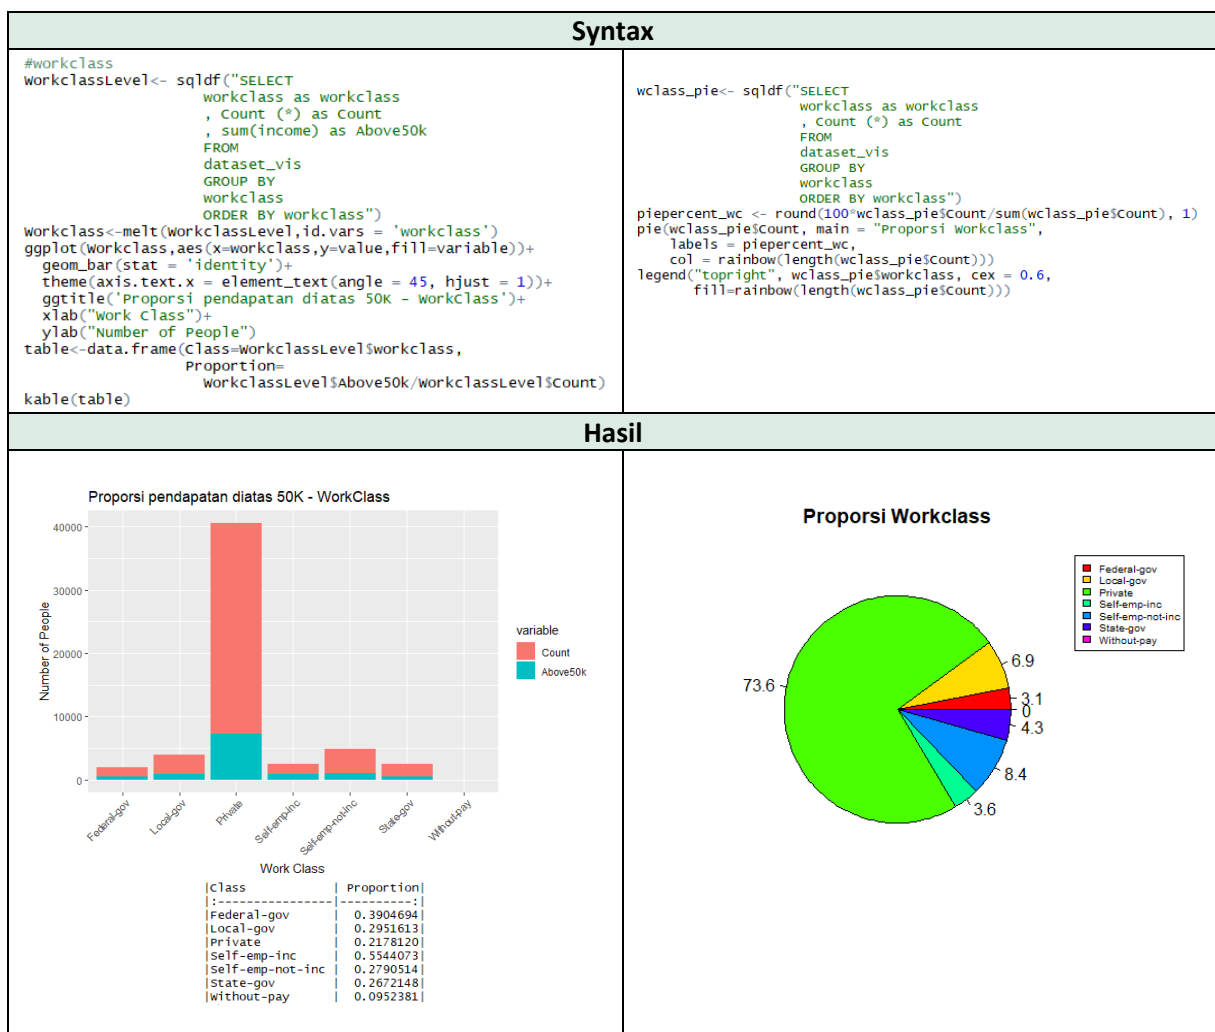 Syntax
#workclass
WorkclassLevel<- sqldf("SELECT
workclass as workclass
, Count (*) as Count
, sum(income) as Above50k
FROM
dataset_vis
GROUP BY
workclass
ORDER BY workclass")
Workclass<-melt(WorkclassLevel,id.vars = 'workclass')
ggplot(Workclass,aes(x=workclass,y=value,fill=variable))+
geom_bar(stat = 'identity')+
theme(axis.text.x = element_text(angle = 45, hjust = 1))+
ggtitle('Proporsi pendapatan diatas 50K - WorkClass')+
xlab("Work Class")+
ylab("Number of People")
table<-data.frame(Class=WorkclassLevel$workclass,
Proportion=
WorkclassLevel$Above50k/WorkclassLevel$Count)
kable(table)
wclass_pie<- sqldf("SELECT
workclass as workclass
, Count (*) as Count
FROM
dataset_vis
GROUP BY
workclass
ORDER BY workclass")
piepercent_wc <- round(100*wclass_pie$Count/sum(wclass_pie$Count), 1)
pie(wclass_pie$Count, main = "Proporsi Workclass",
labels = piepercent_wc,
col = rainbow(length(wclass_pie$Count)))
legend("topright", wclass_pie$workclass, cex = 0.6,
fill=rainbow(length(wclass_pie$Count)))
Hasil
Proporsi pendapatan diatas 50K - WorkClass
40000
30000
20000
10000
0
Number of People
Federal-gov
Local-gov
Private
Self-emp-inc
Self-emp-not-inc
State-gov
Without-pay
Work Class
variable
Count
Above50k
|Class | Proportion|
|:----------------|----------:|
|Federal-gov | 0.3904694|
|Local-gov | 0.2951613|
|Private | 0.2178120|
|Self-emp-inc | 0.5544073|
|Self-emp-not-inc | 0.2790514|
|State-gov | 0.2672148|
|Without-pay | 0.0952381|
Proporsi Workclass
Federal-gov
Local-gov
Private
Self-emp-inc
Self-emp-not-inc
State-gov
Without-pay
6.9
3.1
0
4.3
8.4
3.6
73.6